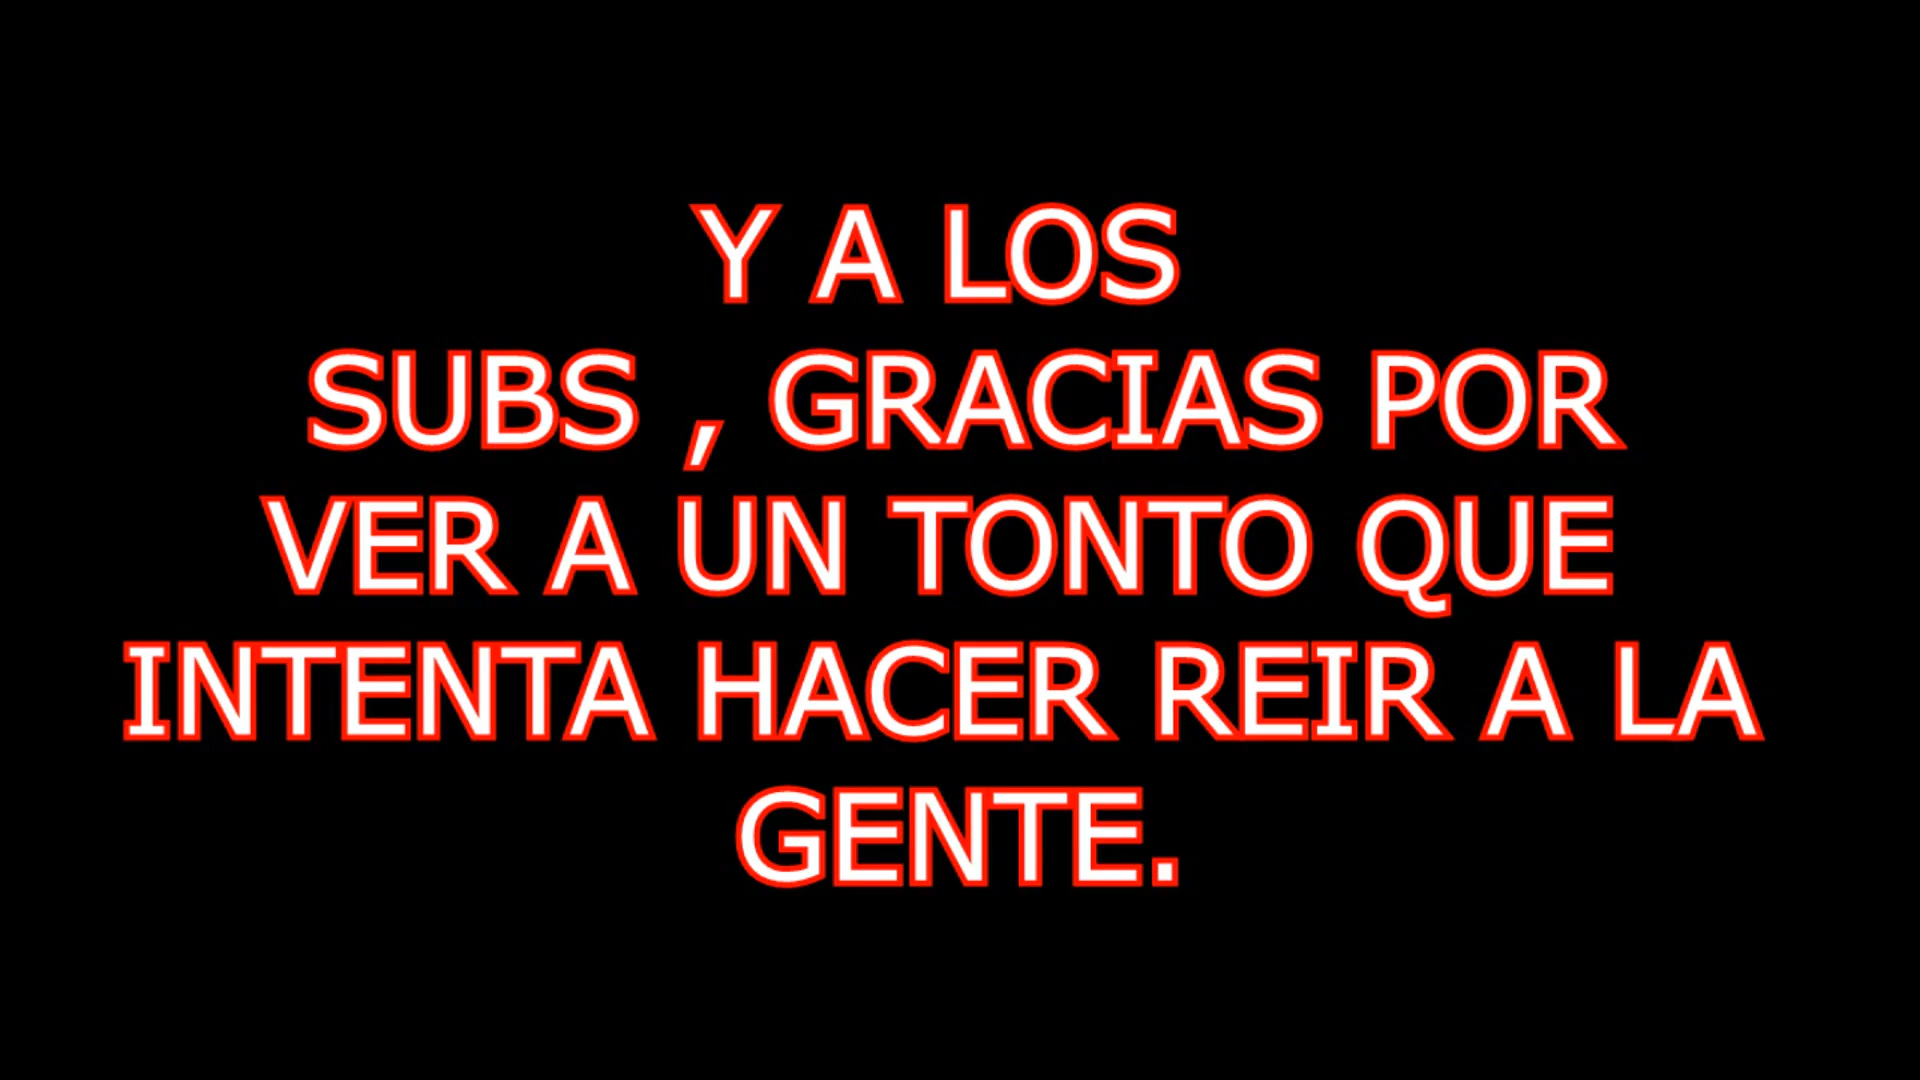 Y A LOS
SUBS , GRACIAS POR
VER A UN TONTO QUE
INTENTA HACER REIR A LA
GENTE.